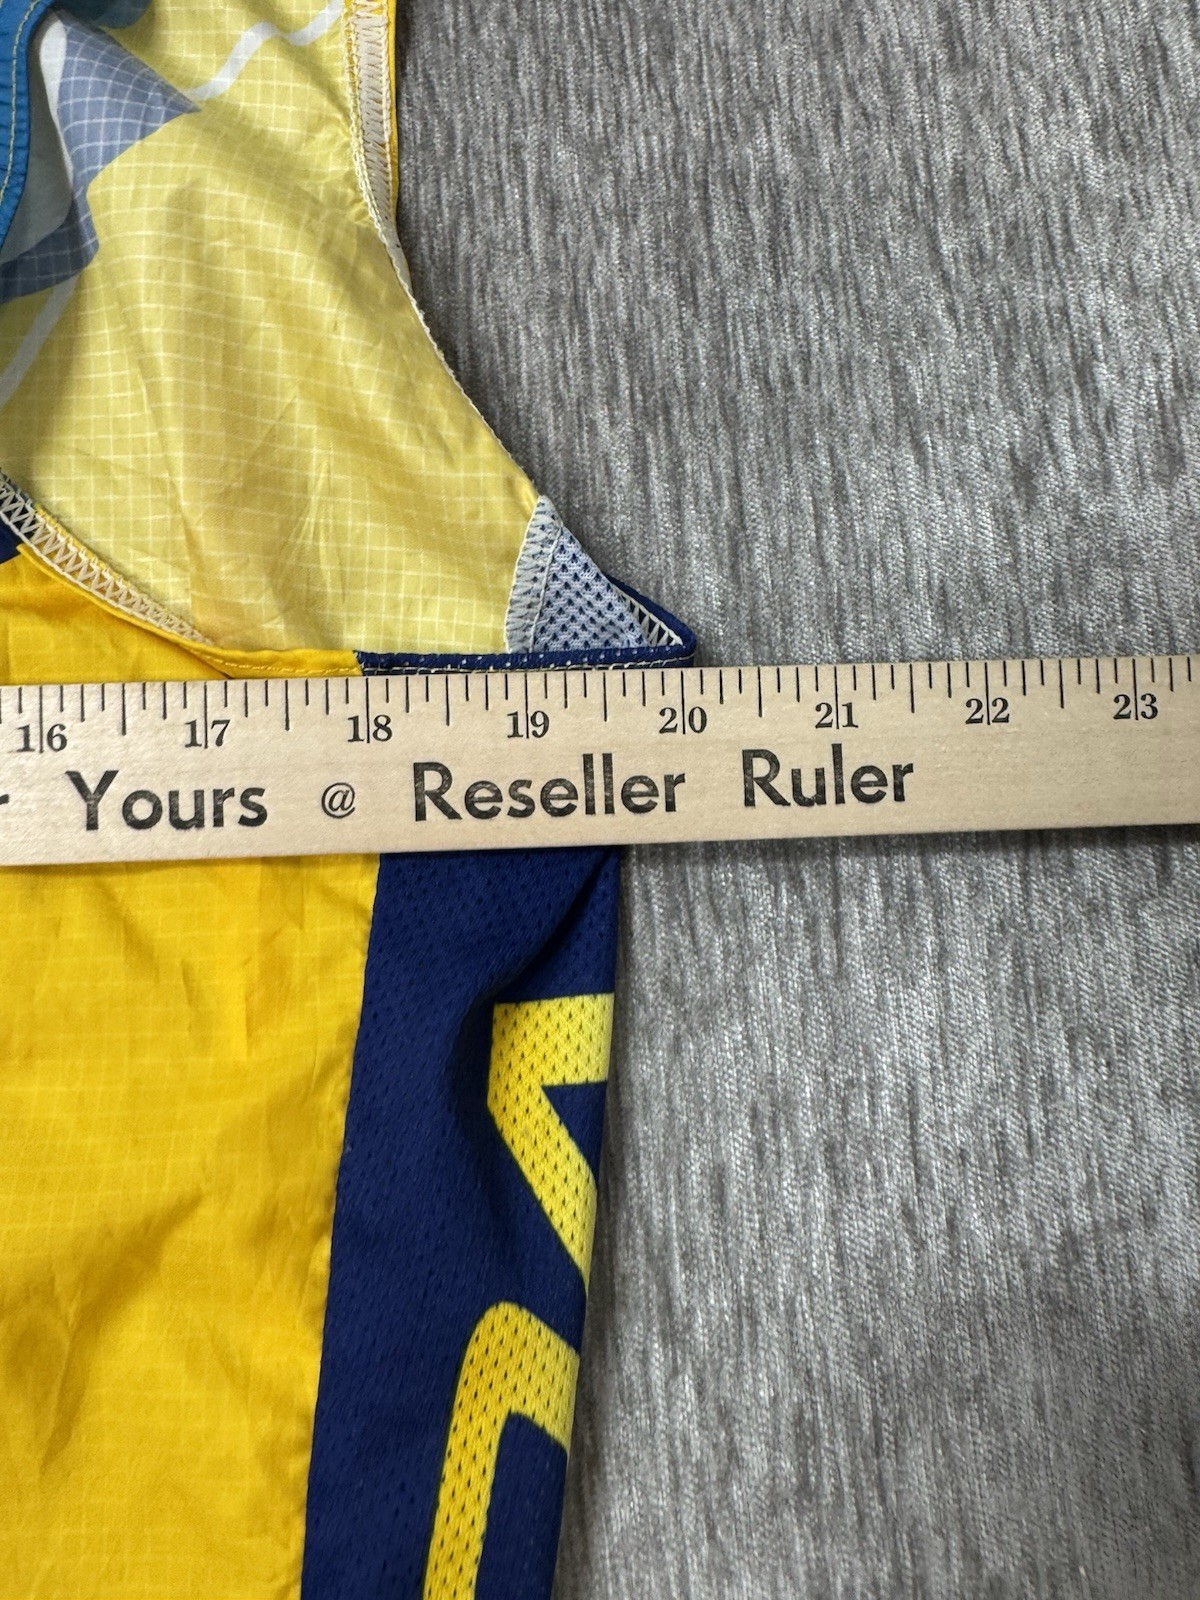 16 17 18 19 20 21 22 23
Yours @ Reseller Ruler